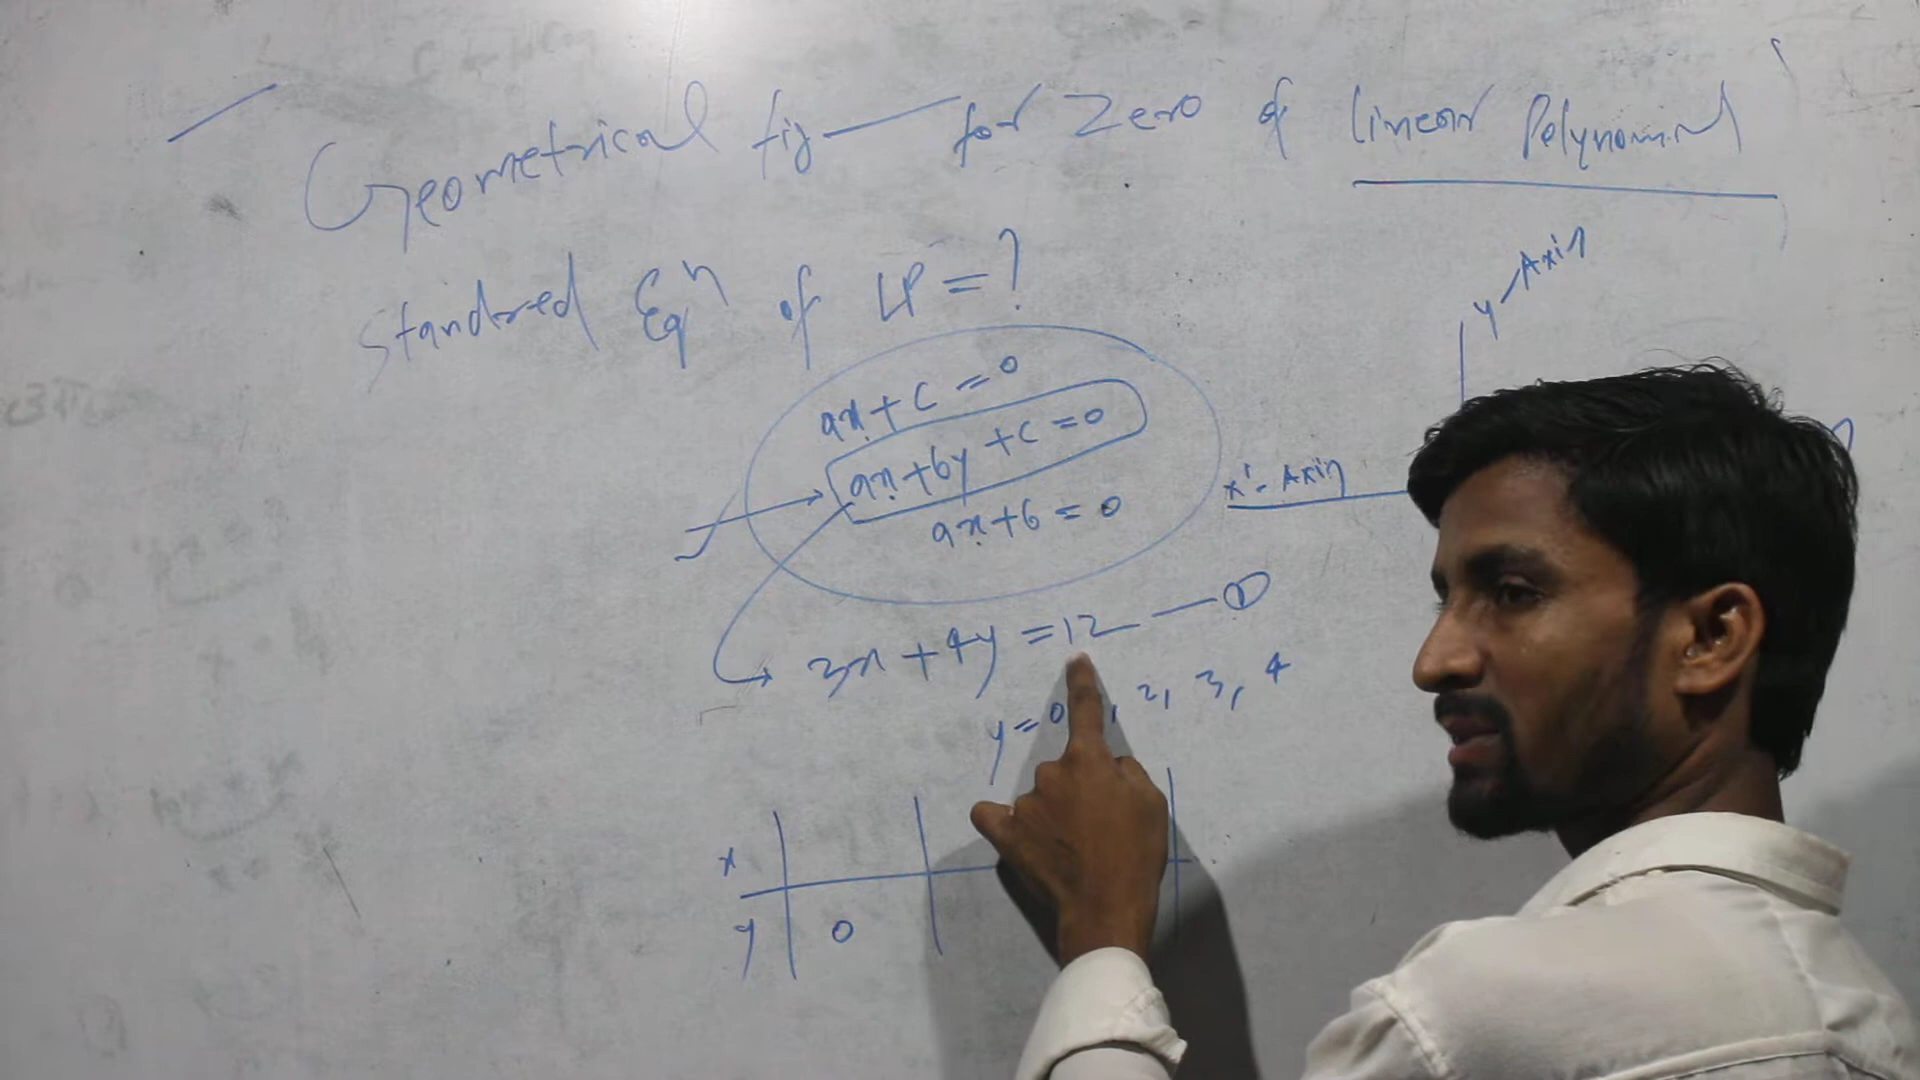 Geometrical fig for Zero of Linear Polynomial
Standred Eqⁿ of LP = ?
ax + c = 0
ax + by + c = 0
ax + b = 0
y-Axis
x'-Axis
3x + 4y = 12 — ①
y = 0, 2, 3, 4
x
y 0